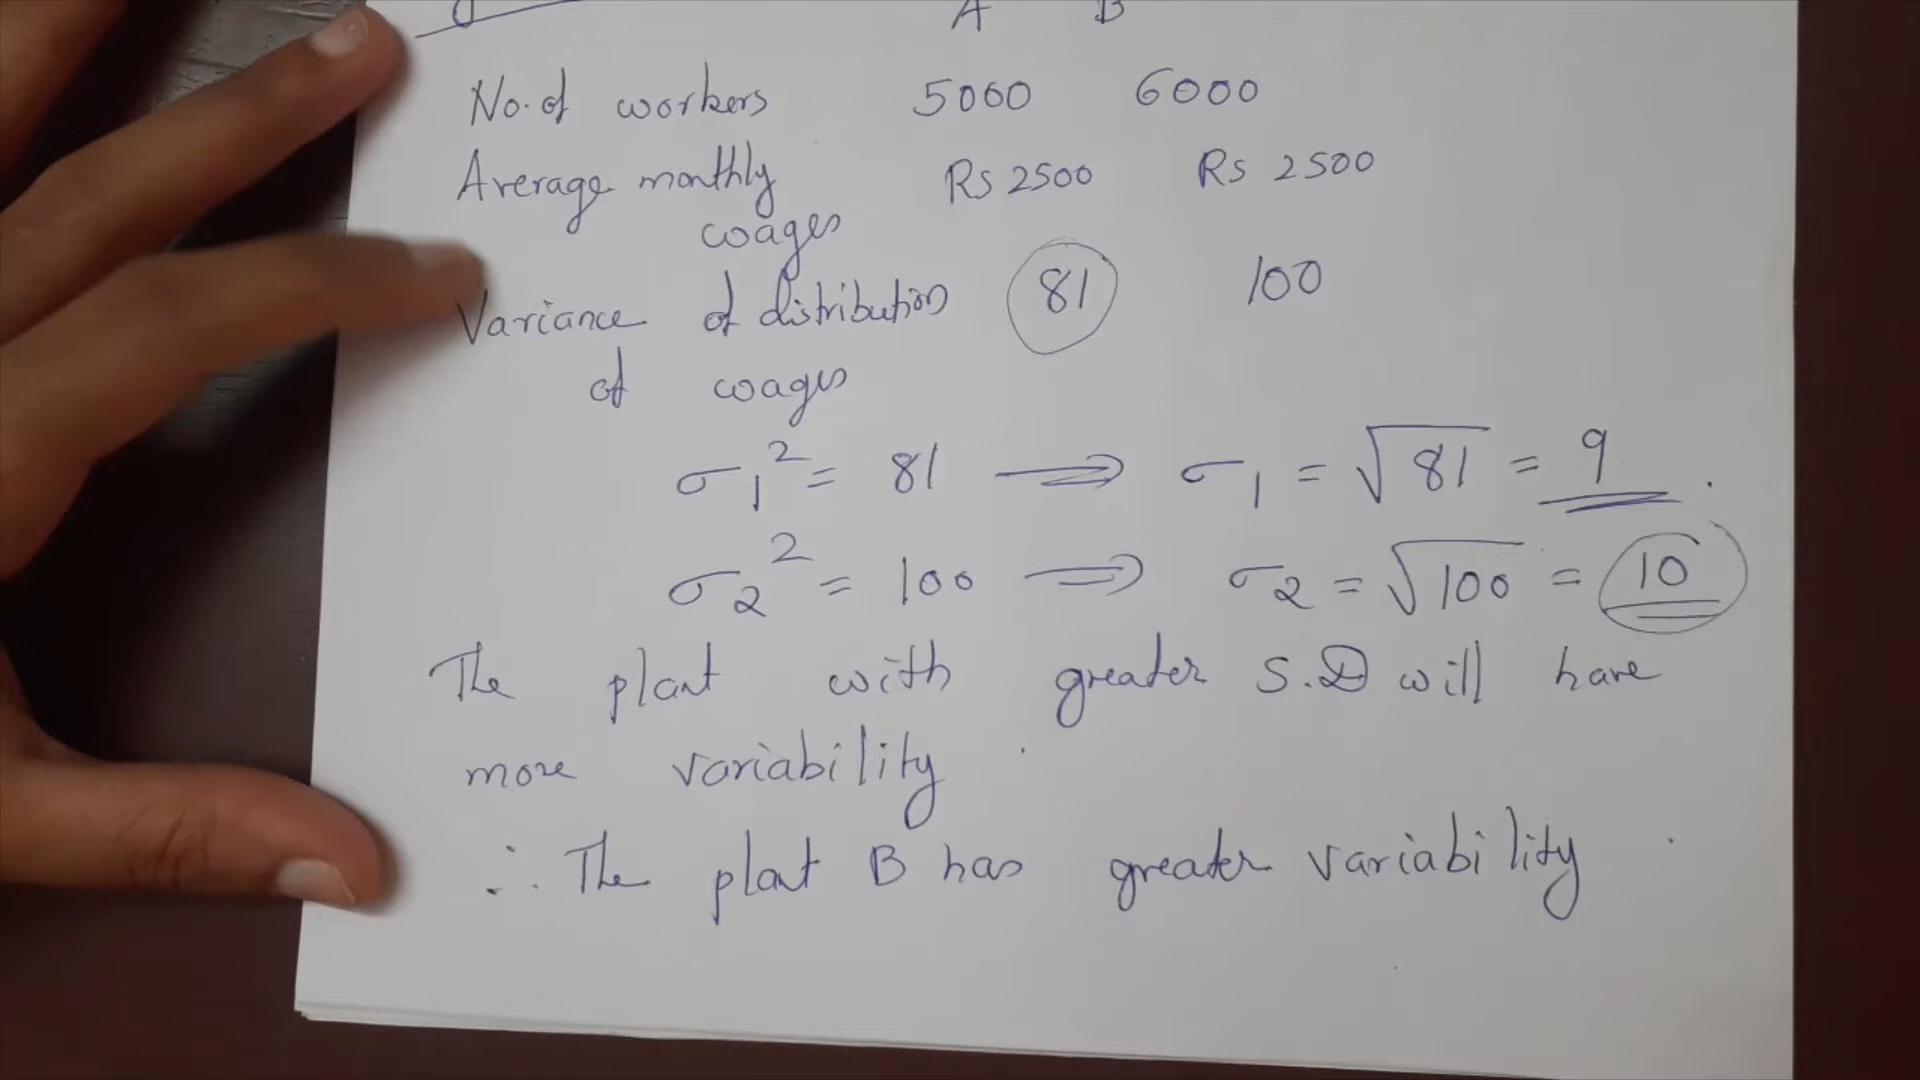 A B
No. of workers 5000 6000
Average monthly Rs 2500 Rs 2500
wages
Variance of distribution 81 100
of wages
σ₁² = 81 ⟹ σ₁ = √81 = 9.
σ₂² = 100 ⟹ σ₂ = √100 = 10
The plant with greater S.D will have
more variability.
∴ The plant B has greater variability.